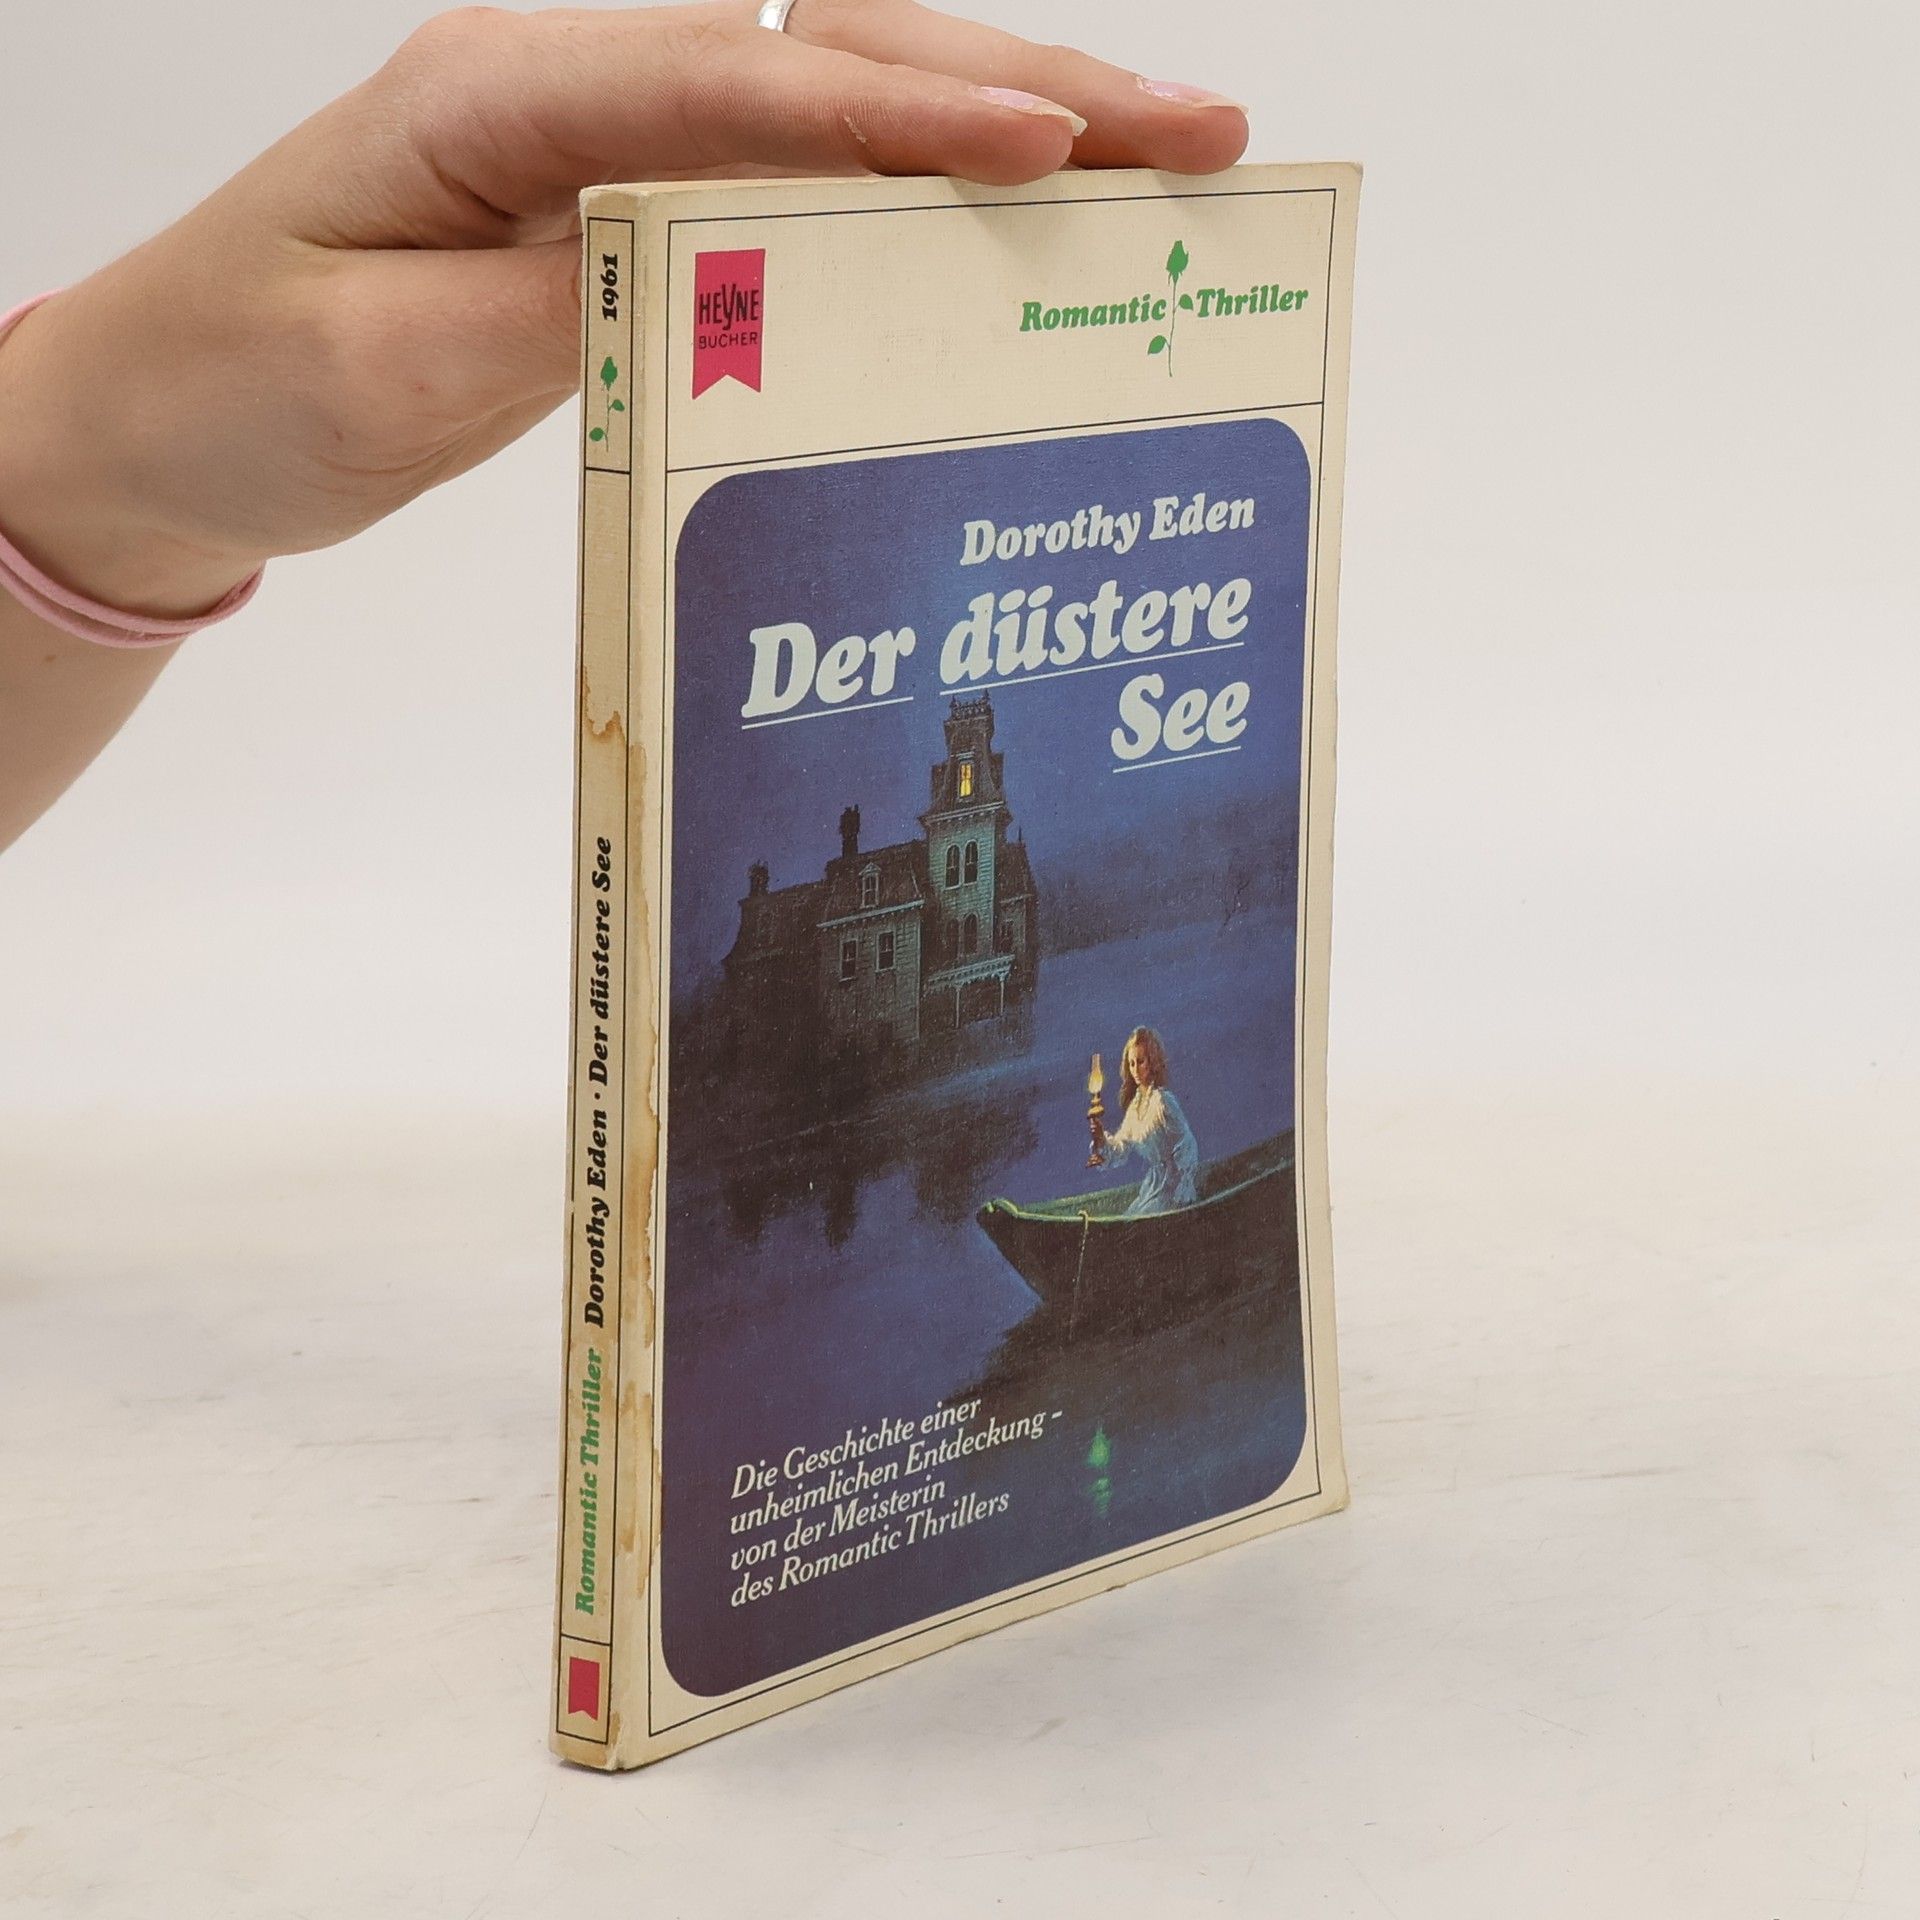 HEYNE
BÜCHER
Romantic Thriller
Dorothy Eden
Der düstere
See
Die Geschichte einer
unheimlichen Entdeckung –
von der Meisterin
des Romantic Thrillers
Romantic Thriller Dorothy Eden · Der düstere See 1961